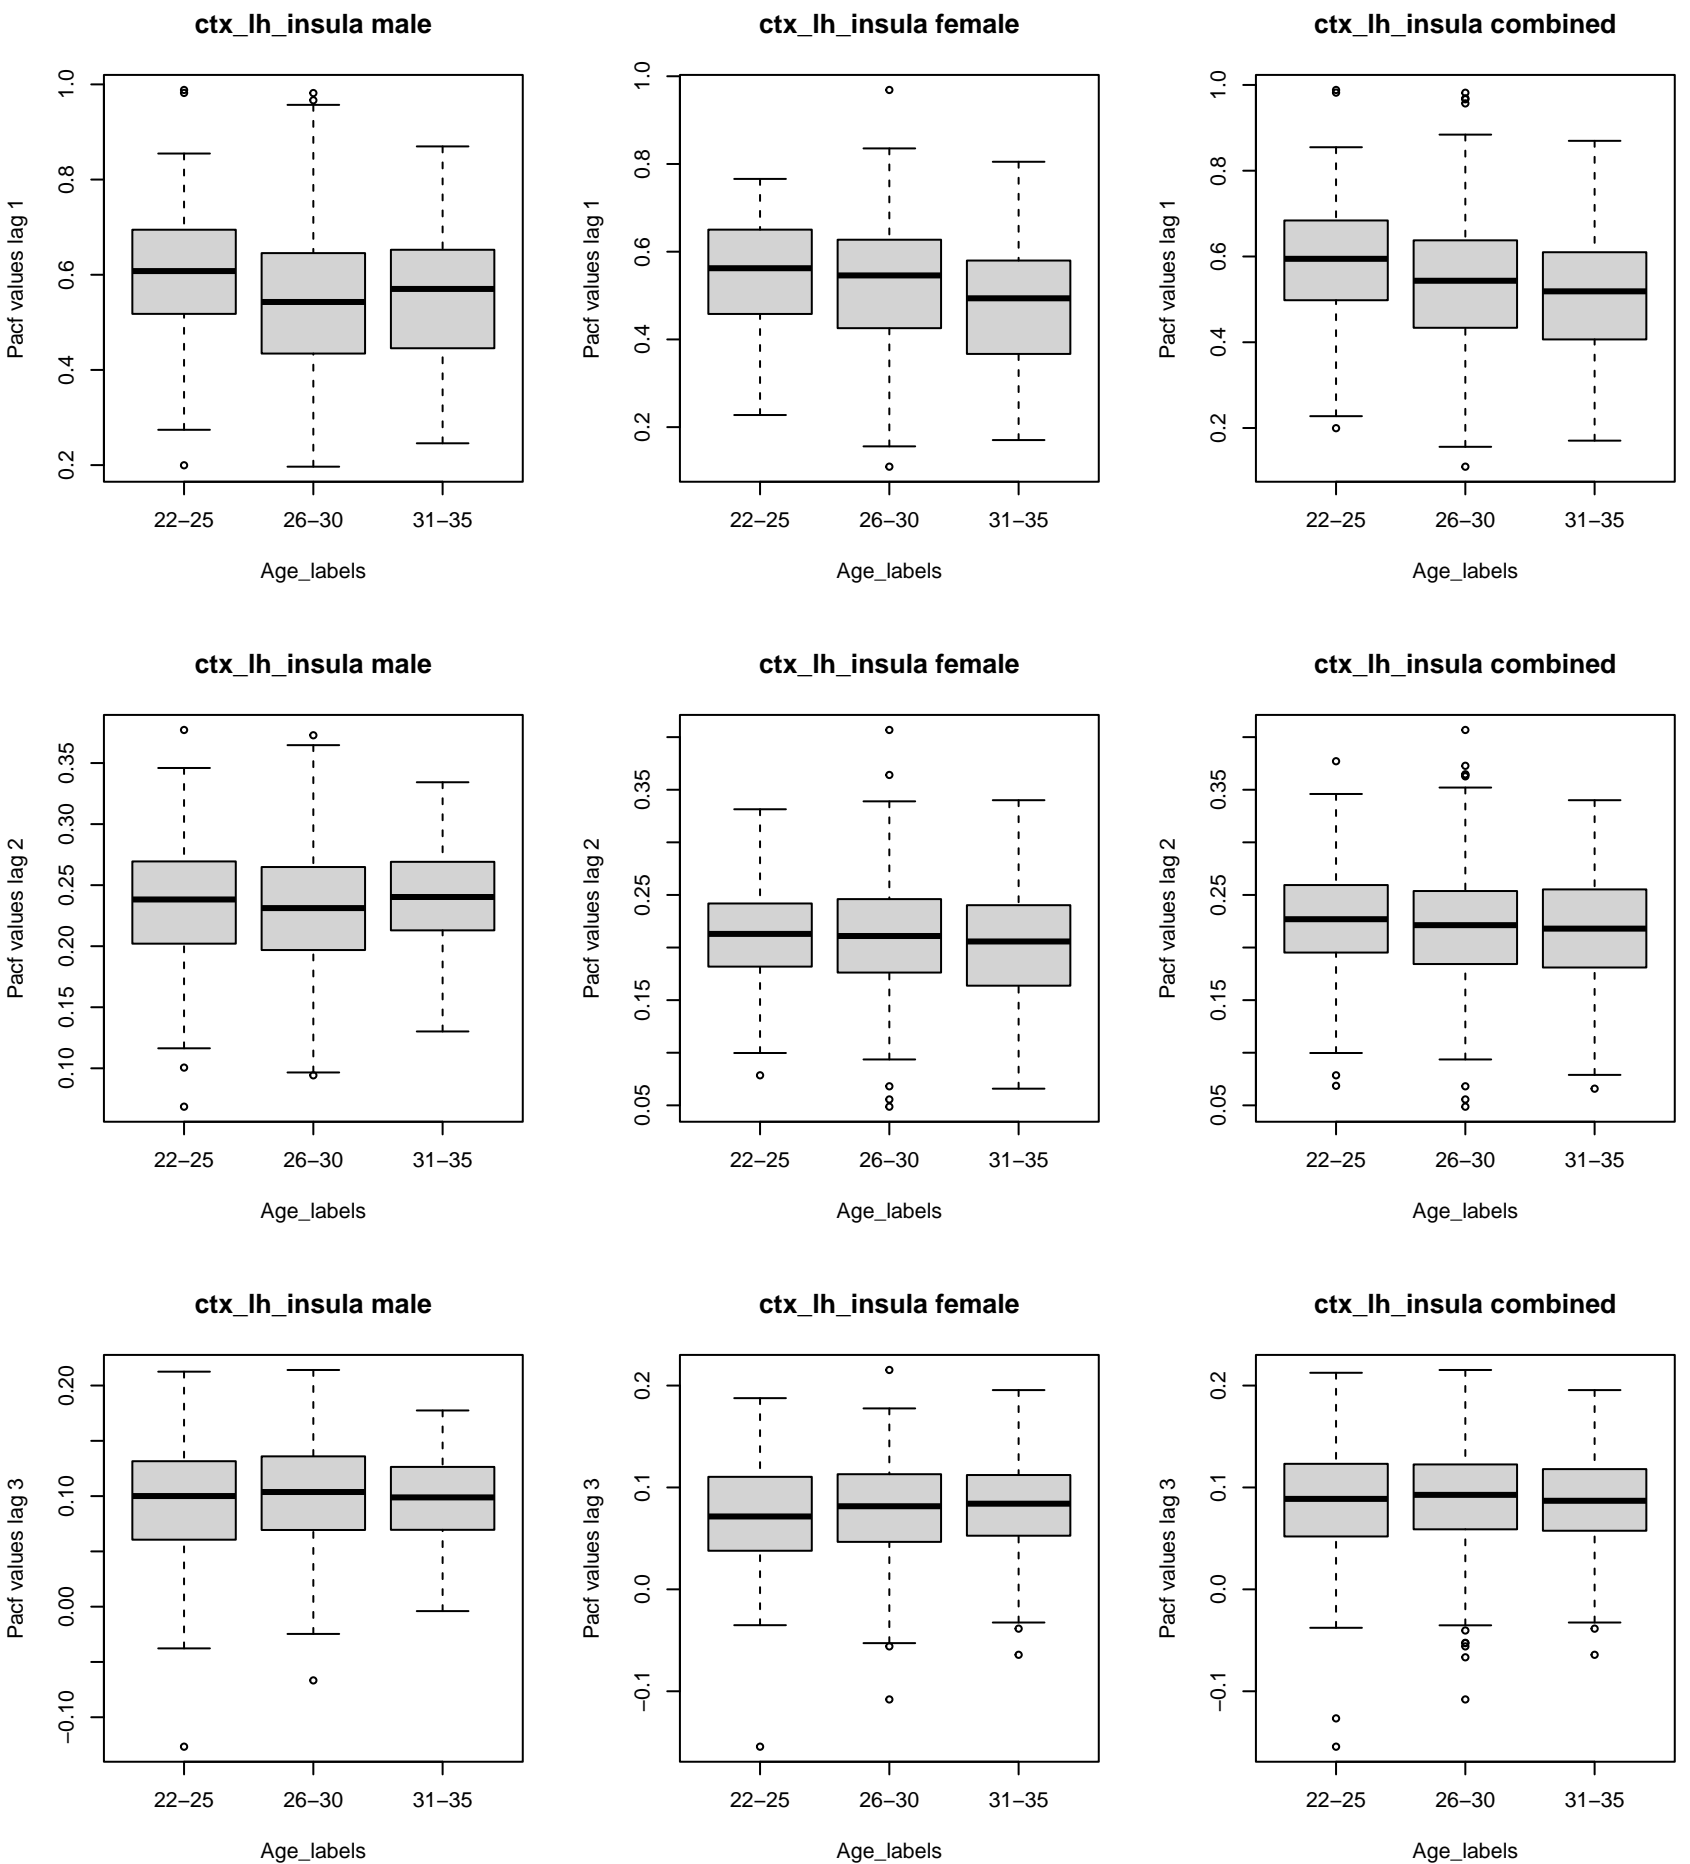 ctx_lh_insula male
ctx_lh_insula female
ctx_lh_insula combined
Pacf values lag 1
1.0
0.8
0.6
0.4
0.2
22−25
26−30
31−35
Age_labels
Pacf values lag 1
1.0
0.8
0.6
0.4
0.2
22−25
26−30
31−35
Age_labels
Pacf values lag 1
1.0
0.8
0.6
0.4
0.2
22−25
26−30
31−35
Age_labels
ctx_lh_insula male
ctx_lh_insula female
ctx_lh_insula combined
Pacf values lag 2
0.35
0.30
0.25
0.20
0.15
0.10
22−25
26−30
31−35
Age_labels
Pacf values lag 2
0.35
0.25
0.15
0.05
22−25
26−30
31−35
Age_labels
Pacf values lag 2
0.35
0.25
0.15
0.05
22−25
26−30
31−35
Age_labels
ctx_lh_insula male
ctx_lh_insula female
ctx_lh_insula combined
Pacf values lag 3
0.20
0.10
0.00
−0.10
22−25
26−30
31−35
Age_labels
Pacf values lag 3
0.2
0.1
0.0
−0.1
22−25
26−30
31−35
Age_labels
Pacf values lag 3
0.2
0.1
0.0
−0.1
22−25
26−30
31−35
Age_labels